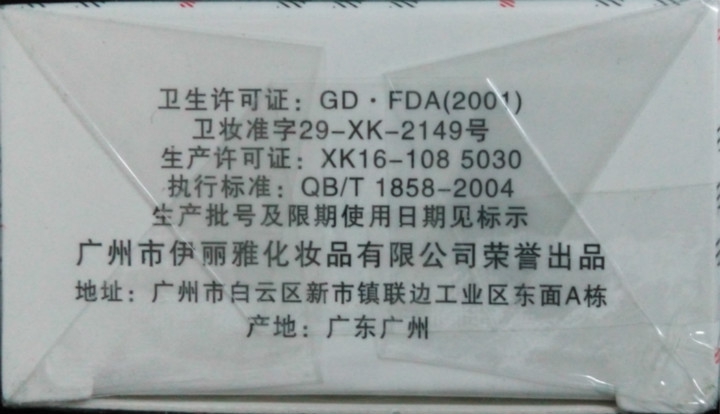 卫生许可证：GD·FDA(2001)
卫妆准字29-XK-2149号
生产许可证：XK16-108 5030
执行标准：QB/T 1858-2004
生产批号及限期使用日期见标示
广州市伊丽雅化妆品有限公司荣誉出品
地址：广州市白云区新市镇联边工业区东面A栋
产地：广东广州